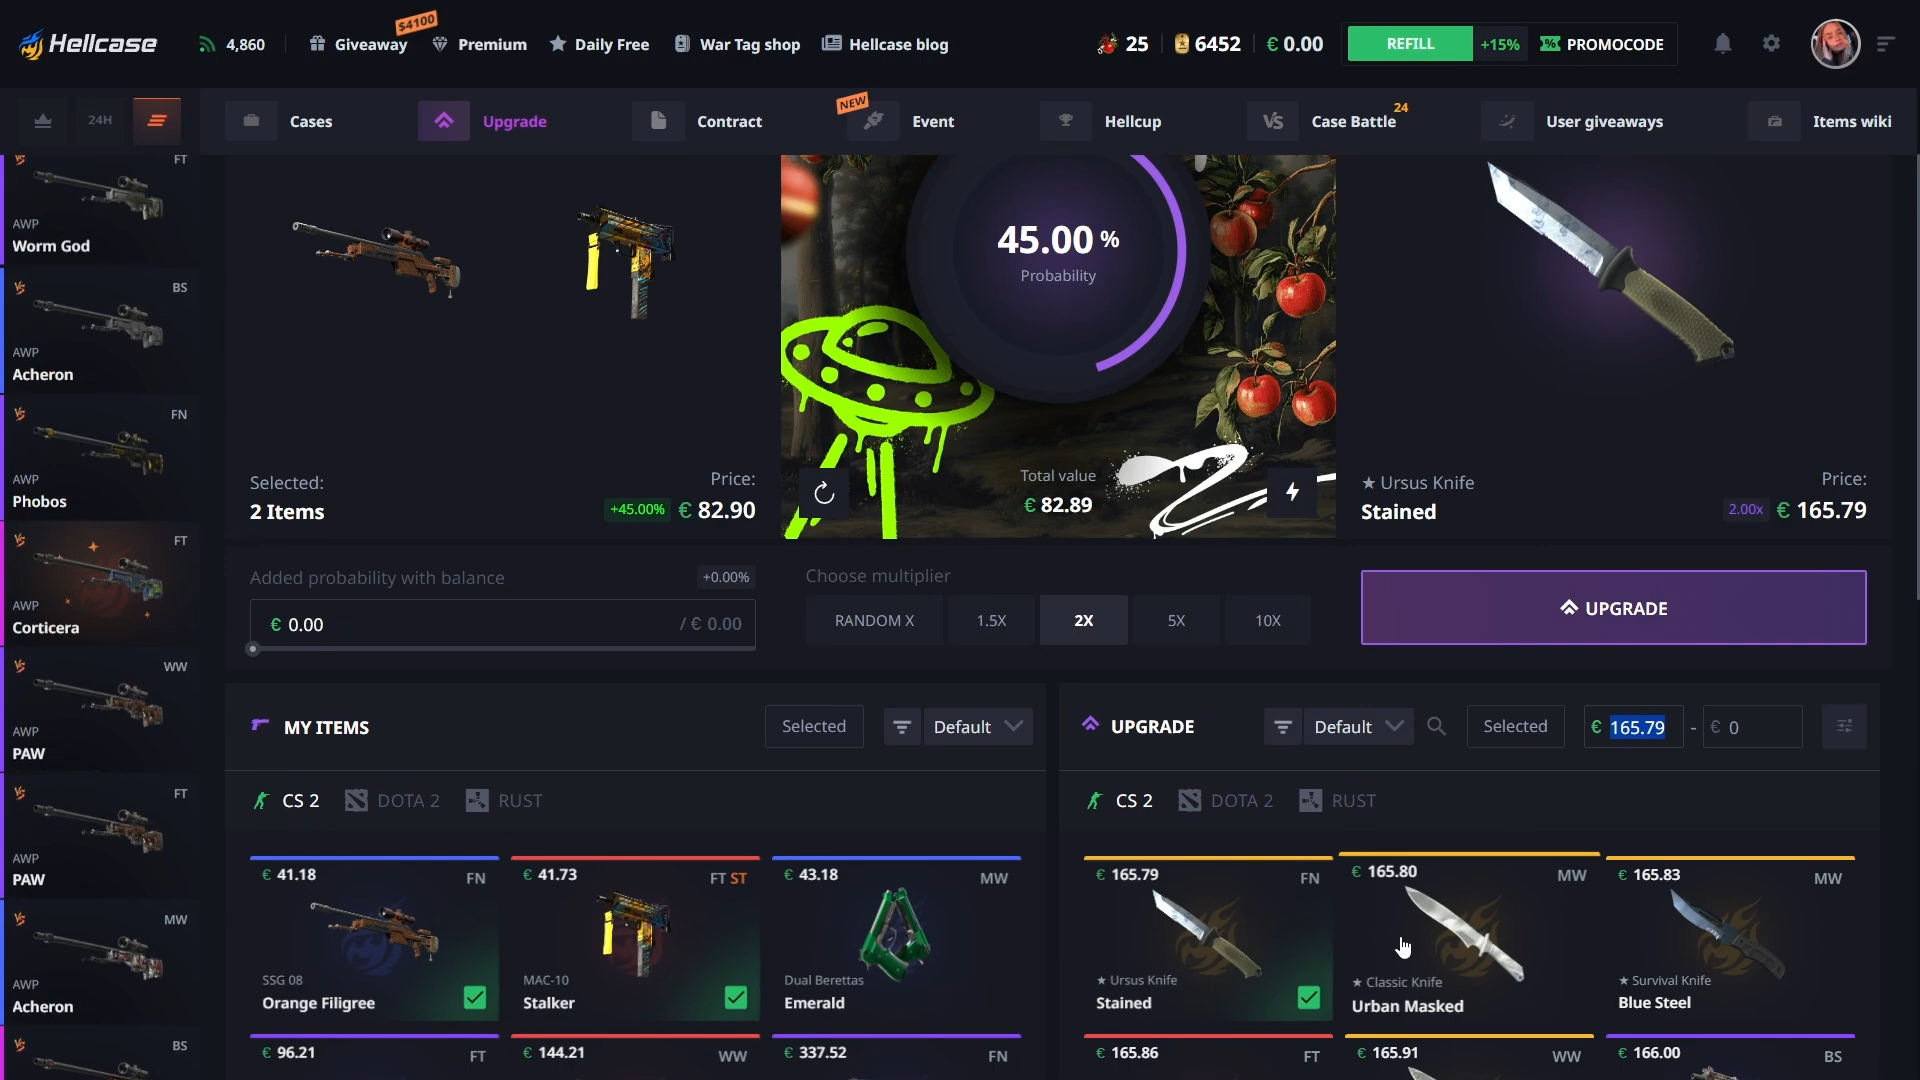 Hellcase
4,860
Giveaway
$4100
Premium
Daily Free
War Tag shop
Hellcase blog
25
6452
€ 0.00
REFILL
+15%
PROMOCODE
24H
Cases
Upgrade
Contract
NEW
Event
Hellcup
VS
Case Battle
24
User giveaways
Items wiki
FT
AWP
Worm God
BS
AWP
Acheron
FN
AWP
Phobos
FT
AWP
Corticera
WW
AWP
PAW
FT
AWP
PAW
MW
AWP
Acheron
BS
45.00 %
Probability
Selected:
2 Items
Price:
+45.00% € 82.90
Total value
€ 82.89
★ Ursus Knife
Stained
Price:
2.00x € 165.79
Added probability with balance
+0.00%
€ 0.00
/ € 0.00
Choose multiplier
RANDOM X
1.5X
2X
5X
10X
UPGRADE
MY ITEMS
Selected
Default
UPGRADE
Default
Selected
€ 165.79 - € 0
CS 2
DOTA 2
RUST
CS 2
DOTA 2
RUST
€ 41.18
FN
SSG 08
Orange Filigree
€ 41.73
FT ST
MAC-10
Stalker
€ 43.18
MW
Dual Berettas
Emerald
€ 165.79
FN
★ Ursus Knife
Stained
€ 165.80
MW
★ Classic Knife
Urban Masked
€ 165.83
MW
★ Survival Knife
Blue Steel
€ 96.21
FT
€ 144.21
WW
€ 337.52
FN
€ 165.86
FT
€ 165.91
WW
€ 166.00
BS